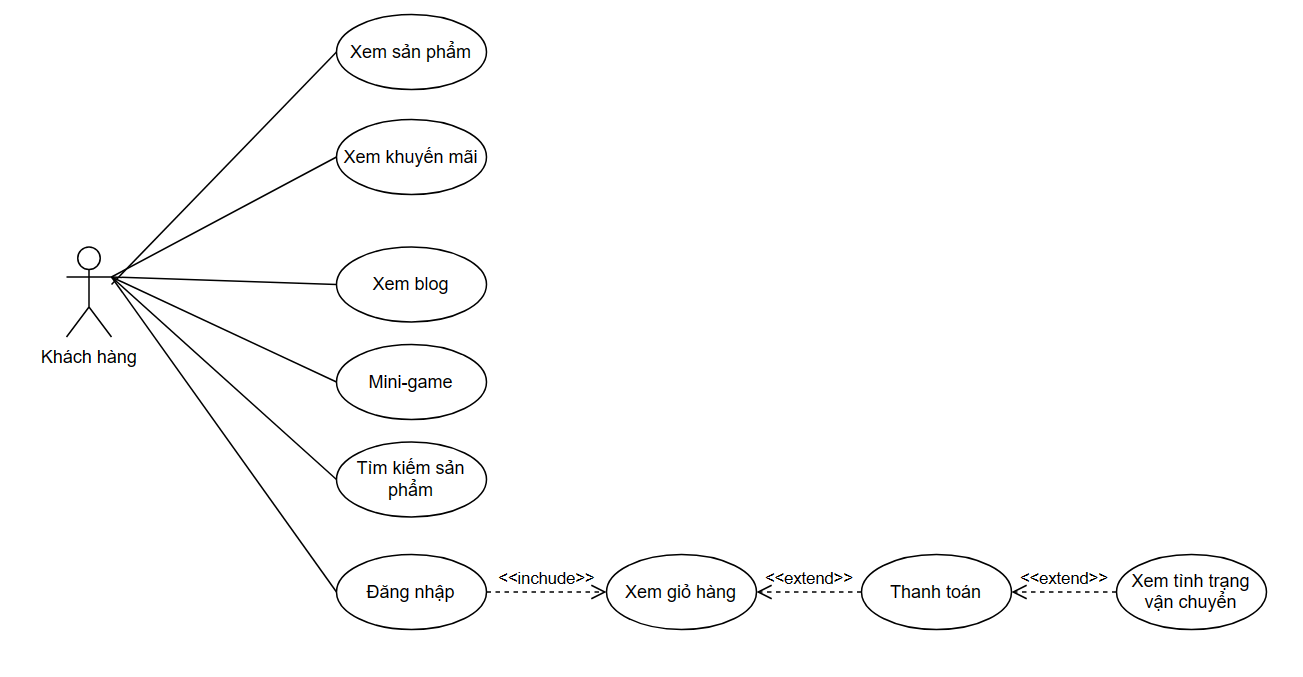 Xem sản phẩm
Xem khuyến mãi
Xem blog
Khách hàng
Mini-game
Tìm kiếm sản
phẩm
Đăng nhập
<<inchude>>
Xem giỏ hàng
<<extend>>
Thanh toán
<<extend>>
Xem tình trạng
vận chuyển